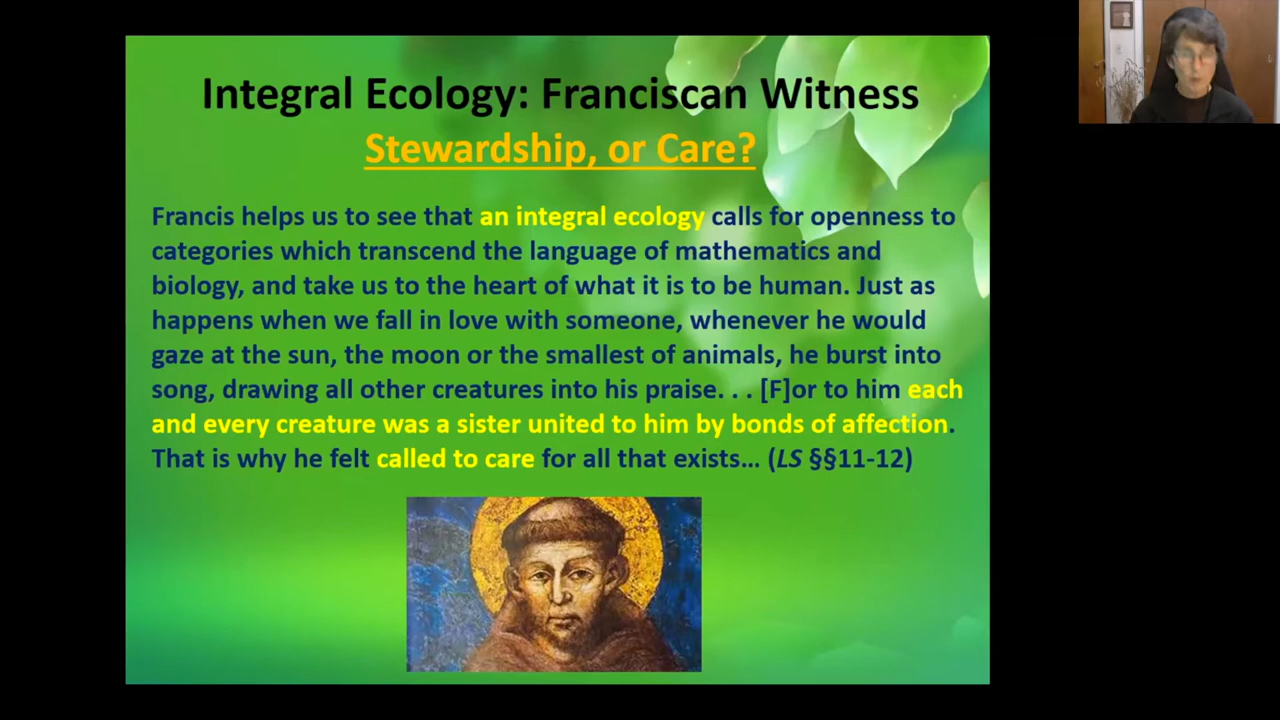 Integral Ecology: Franciscan Witness
Stewardship, or Care?
Francis helps us to see that an integral ecology calls for openness to
categories which transcend the language of mathematics and
biology, and take us to the heart of what it is to be human. Just as
happens when we fall in love with someone, whenever he would
gaze at the sun, the moon or the smallest of animals, he burst into
song, drawing all other creatures into his praise. . . [F]or to him each
and every creature was a sister united to him by bonds of affection.
That is why he felt called to care for all that exists… (LS §§11-12)